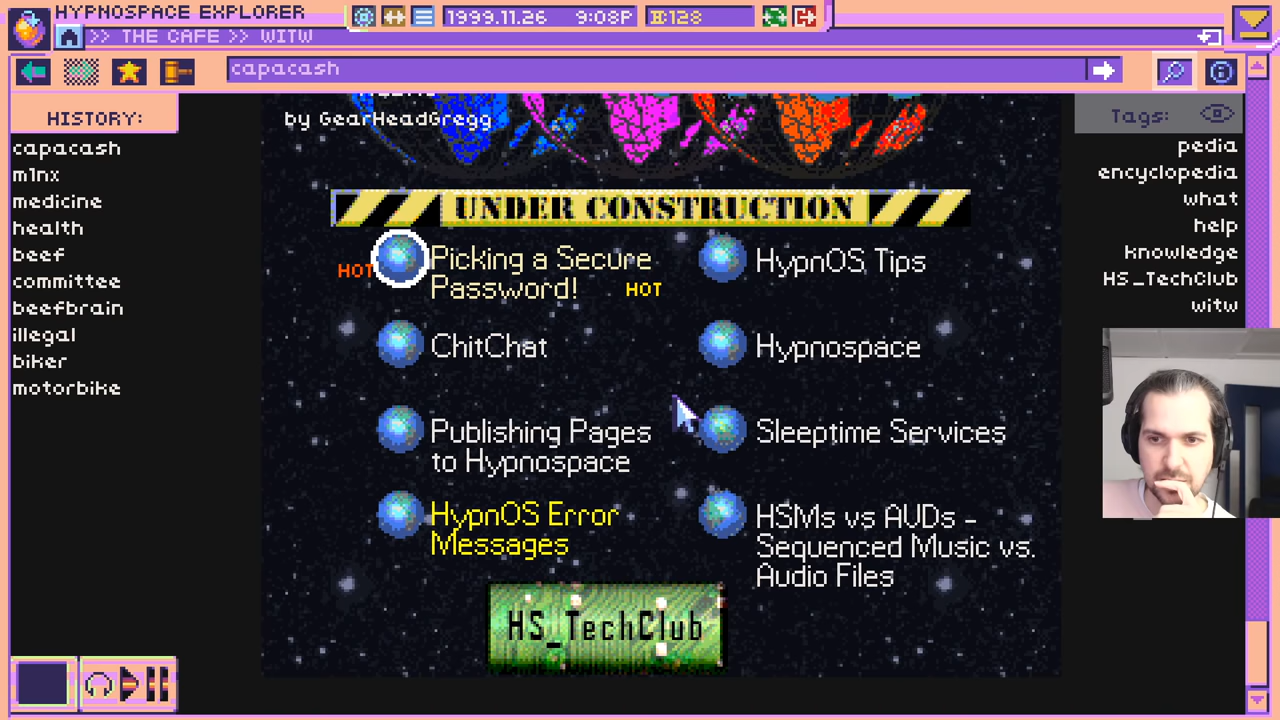 HYPNOSPACE EXPLORER
1999.11.26 9:08P
128
>> THE CAFE >> WITW
capacash
HISTORY:
capacash
m1nx
medicine
health
beef
committee
beefbrain
illegal
biker
motorbike
by GearHeadGregg
UNDER CONSTRUCTION
HOT
Picking a Secure
Password!
HOT
HypnOS Tips
ChitChat
Hypnospace
Publishing Pages
to Hypnospace
Sleeptime Services
HypnOS Error
Messages
HSMs vs AVDs -
Sequenced Music vs.
Audio Files
HS_TechClub
Tags:
pedia
encyclopedia
what
help
knowledge
HS_TechClub
witw